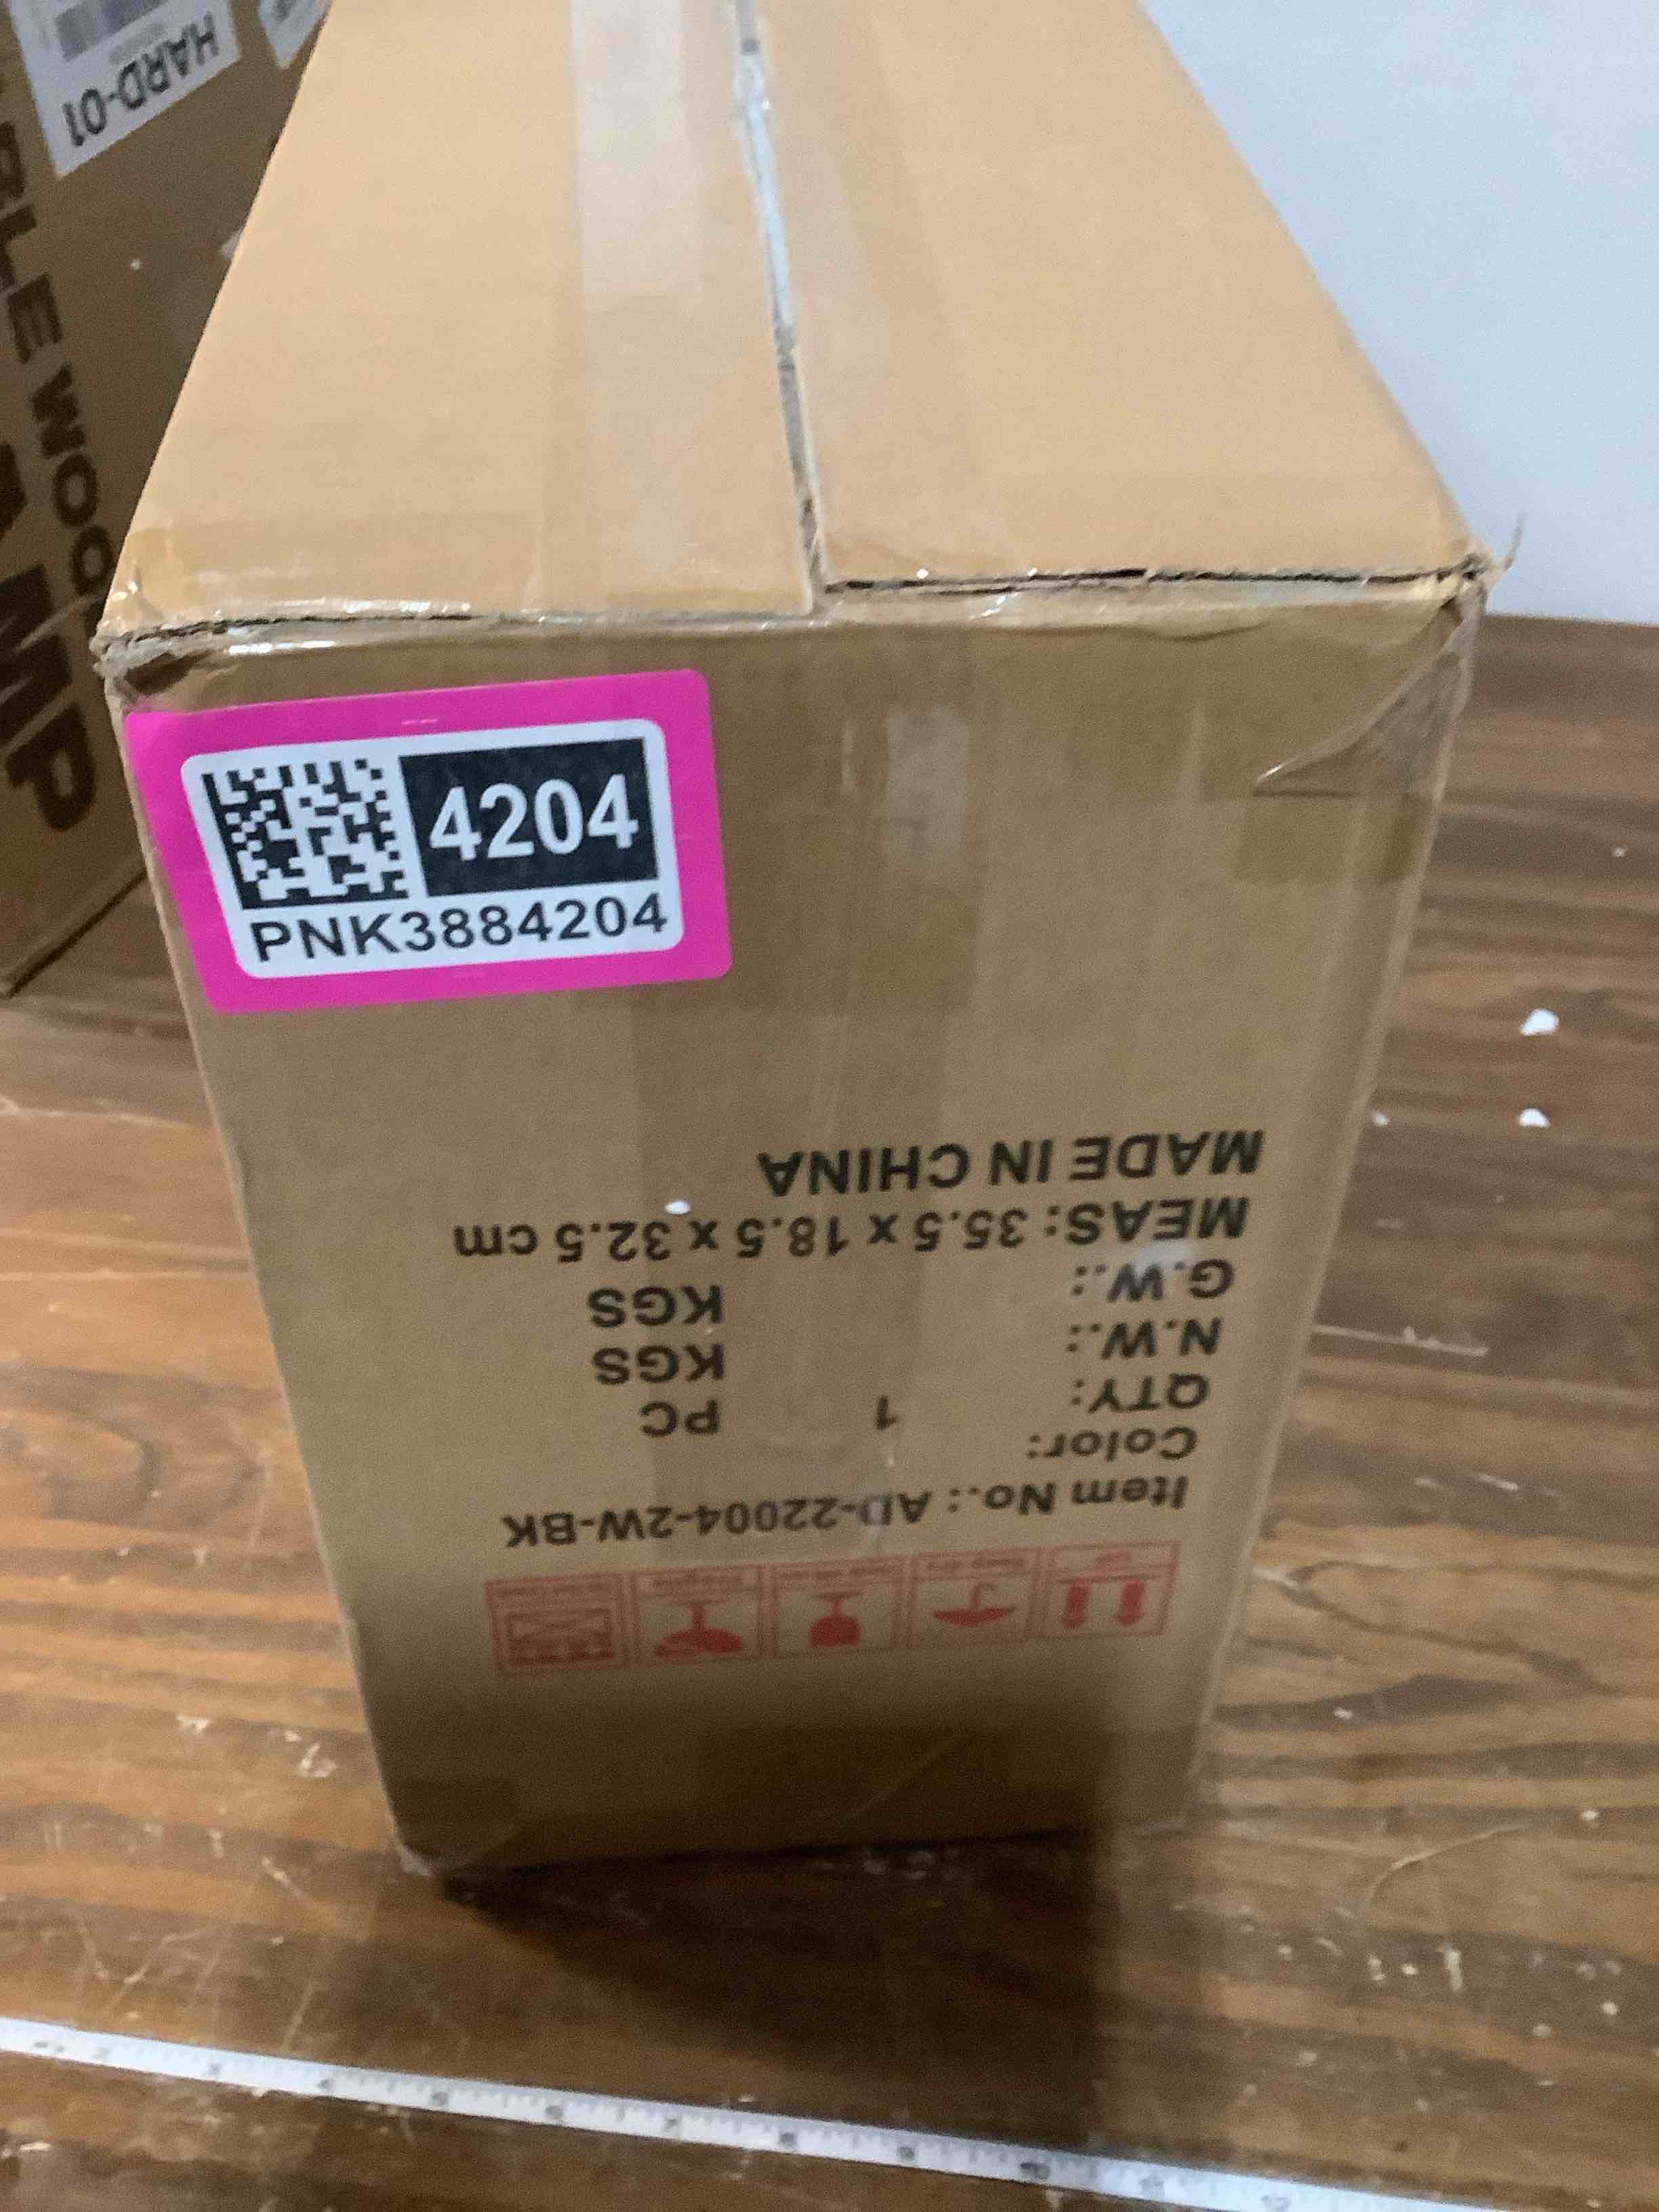 4204
PNK3884204
Item No.: AD-22004-2W-BK
Color:
QTY: 1 PC
N.W.: KGS
G.W.: KGS
MEAS: 35.5 x 18.5 x 32.5 cm
MADE IN CHINA
HARD-01